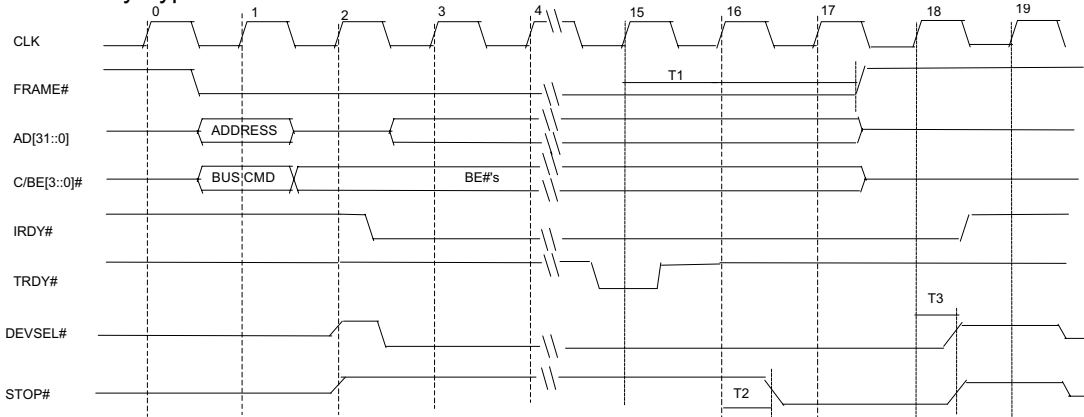 0 1 2 3 4 15 16 17 18 19
CLK
FRAME# T1
AD[31::0] ADDRESS
C/BE[3::0]# BUS CMD BE#'s
IRDY#
TRDY#
T3
DEVSEL#
STOP# T2